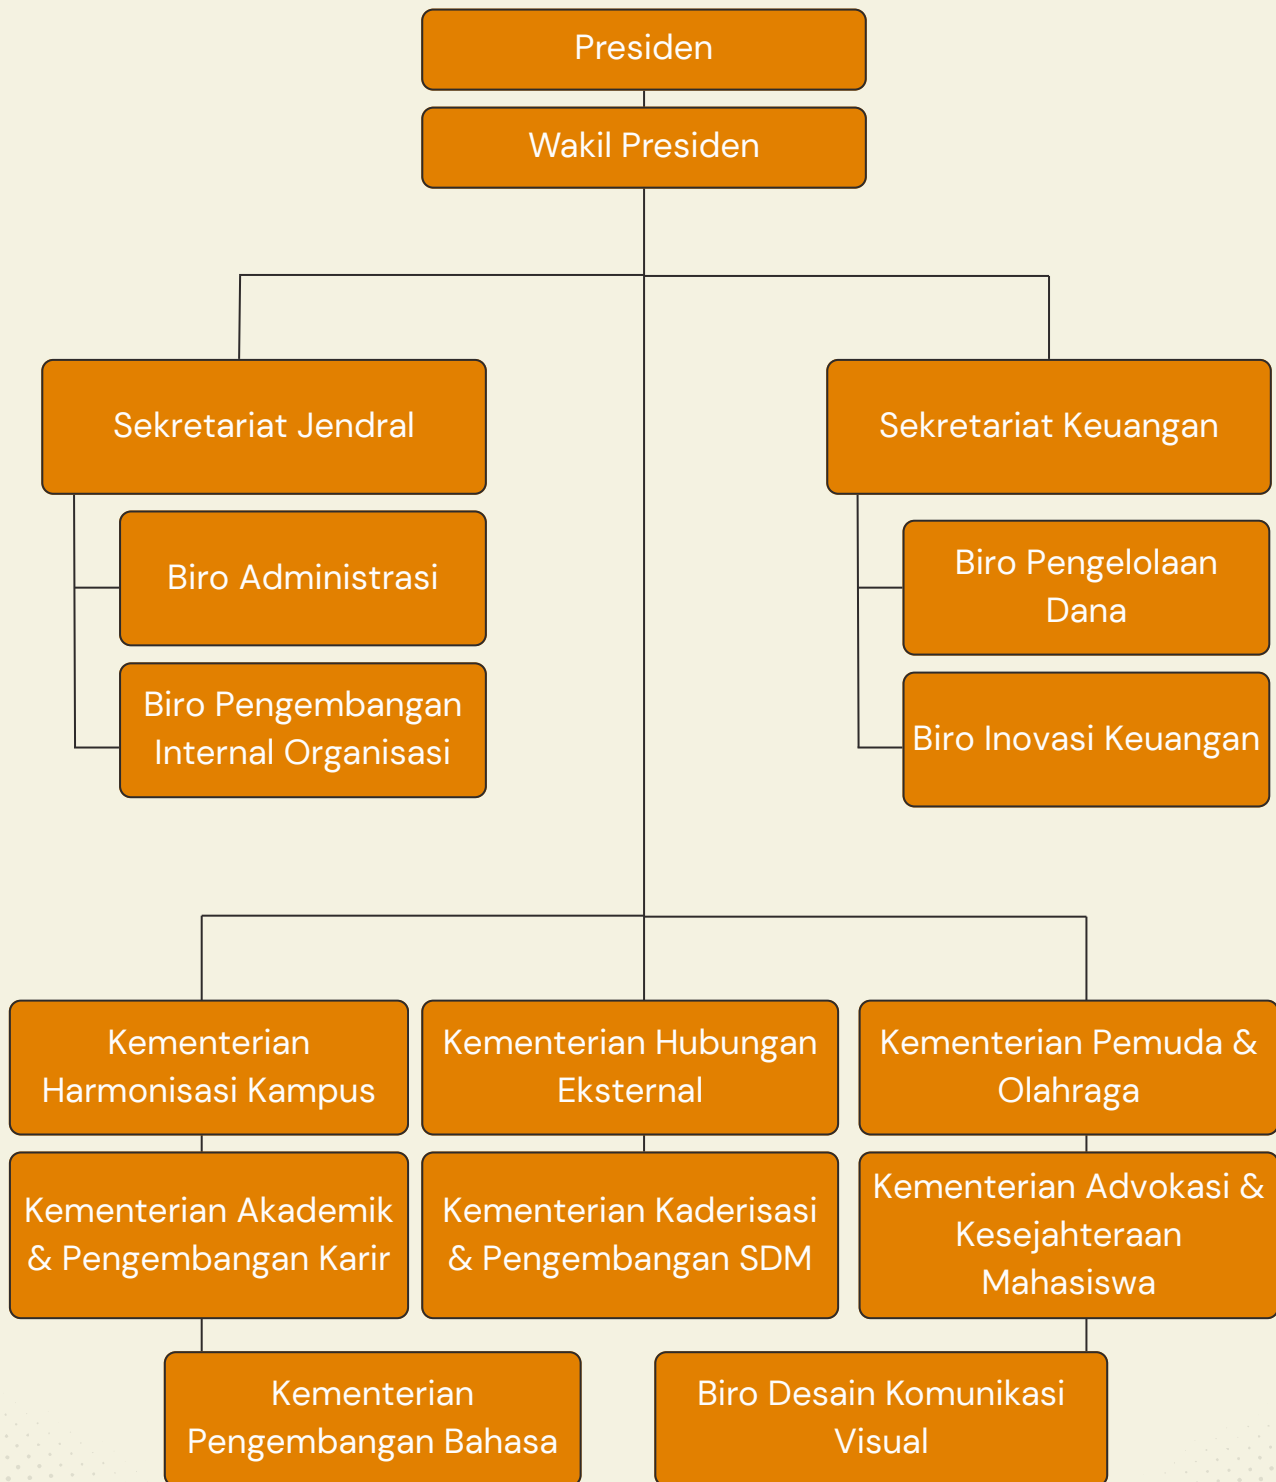 Presiden
Wakil Presiden
Sekretariat Jendral
Biro Administrasi
Biro Pengembangan
Internal Organisasi
Sekretariat Keuangan
Biro Pengelolaan
Dana
Biro Inovasi Keuangan
Kementerian
Harmonisasi Kampus
Kementerian Hubungan
Eksternal
Kementerian Pemuda &
Olahraga
Kementerian Akademik
& Pengembangan Karir
Kementerian Kaderisasi
& Pengembangan SDM
Kementerian Advokasi &
Kesejahteraan
Mahasiswa
Kementerian
Pengembangan Bahasa
Biro Desain Komunikasi
Visual